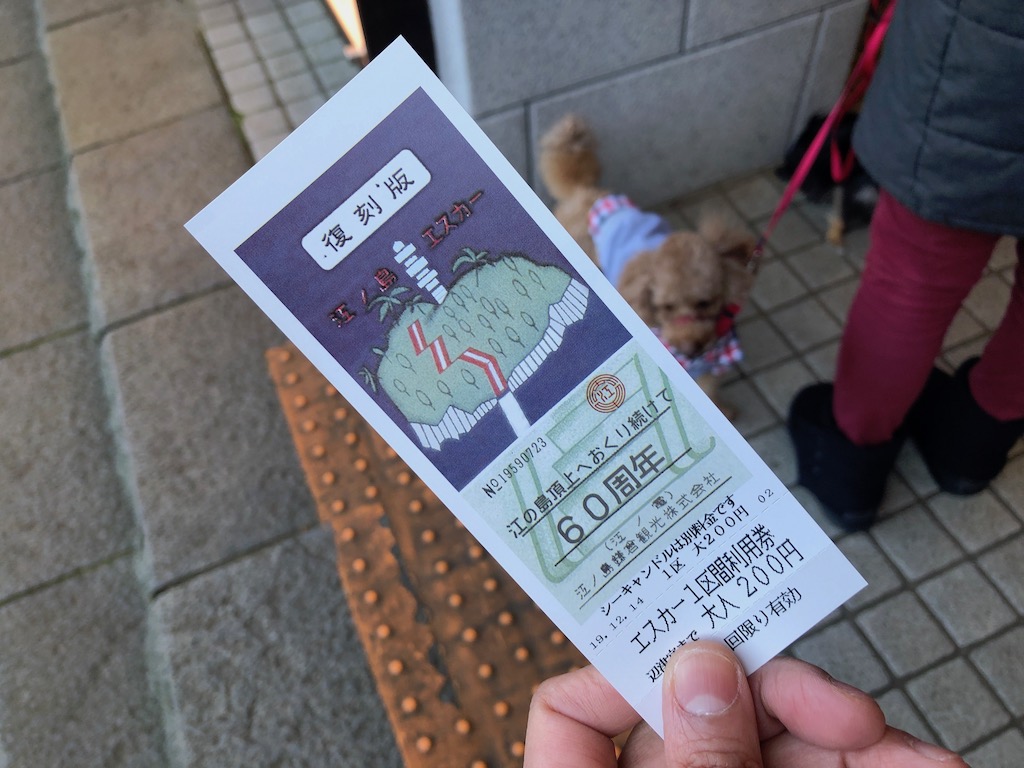 復刻版
江ノ島
エスカー
江
№19590723
江の島頂上へおくり続けて
60周年
(江ノ電)
江ノ島鎌倉観光株式会社
シーキャンドルは別料金です
19.12.14 1区 大200円 02
エスカー1区間利用券
大人 200円
回限り有効